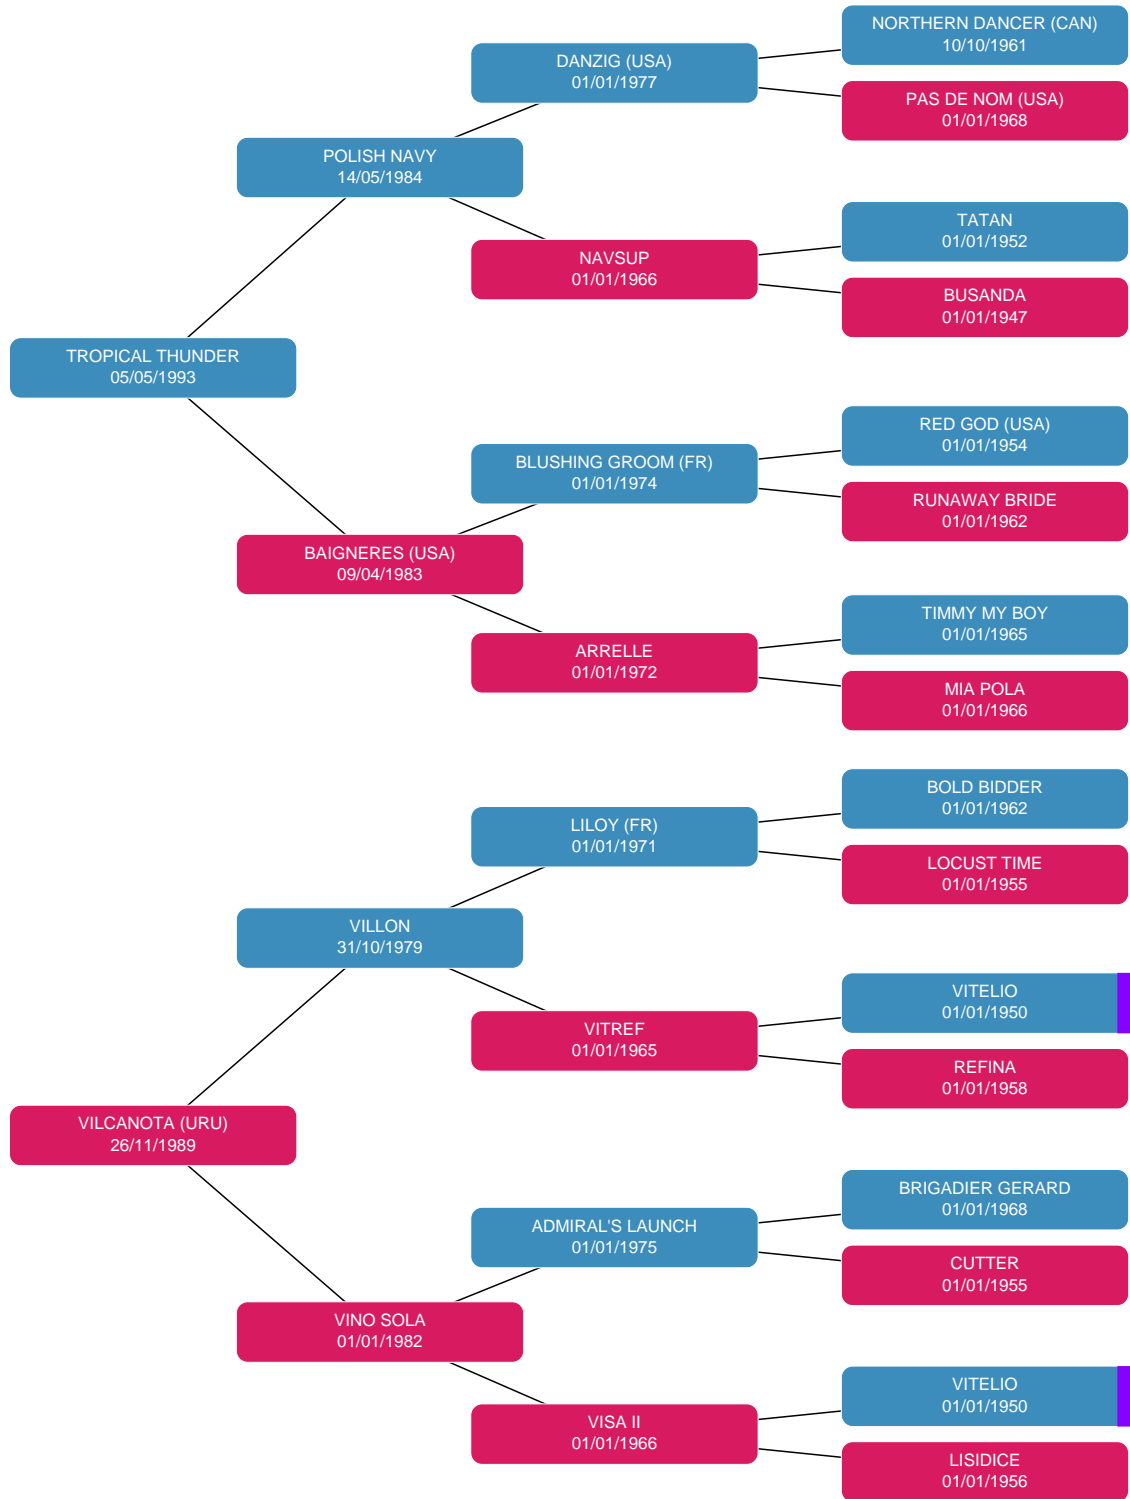 NORTHERN DANCER (CAN)
10/10/1961
DANZIG (USA)
01/01/1977
PAS DE NOM (USA)
01/01/1968
POLISH NAVY
14/05/1984
TATAN
01/01/1952
NAVSUP
01/01/1966
BUSANDA
01/01/1947
TROPICAL THUNDER
05/05/1993
RED GOD (USA)
01/01/1954
BLUSHING GROOM (FR)
01/01/1974
RUNAWAY BRIDE
01/01/1962
BAIGNERES (USA)
09/04/1983
TIMMY MY BOY
01/01/1965
ARRELLE
01/01/1972
MIA POLA
01/01/1966
BOLD BIDDER
01/01/1962
LILOY (FR)
01/01/1971
LOCUST TIME
01/01/1955
VILLON
31/10/1979
VITELIO
01/01/1950
VITREF
01/01/1965
REFINA
01/01/1958
VILCANOTA (URU)
26/11/1989
BRIGADIER GERARD
01/01/1968
ADMIRAL'S LAUNCH
01/01/1975
CUTTER
01/01/1955
VINO SOLA
01/01/1982
VITELIO
01/01/1950
VISA II
01/01/1966
LISIDICE
01/01/1956